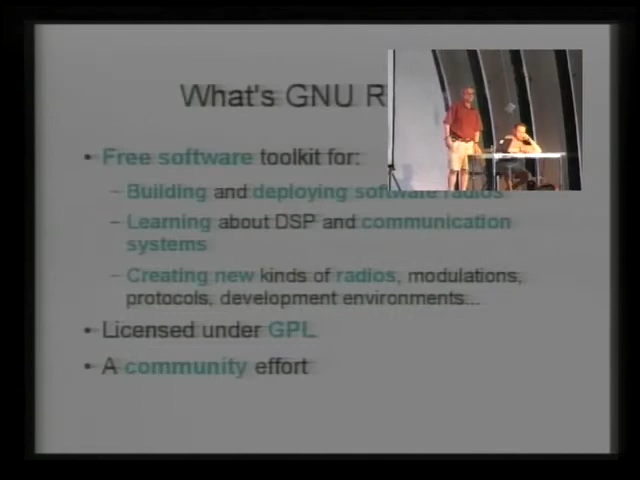 What's GNU R
• Free software toolkit for:
– Building and deploying software radios
– Learning about DSP and communication
systems
– Creating new kinds of radios, modulations,
protocols, development environments...
• Licensed under GPL
• A community effort